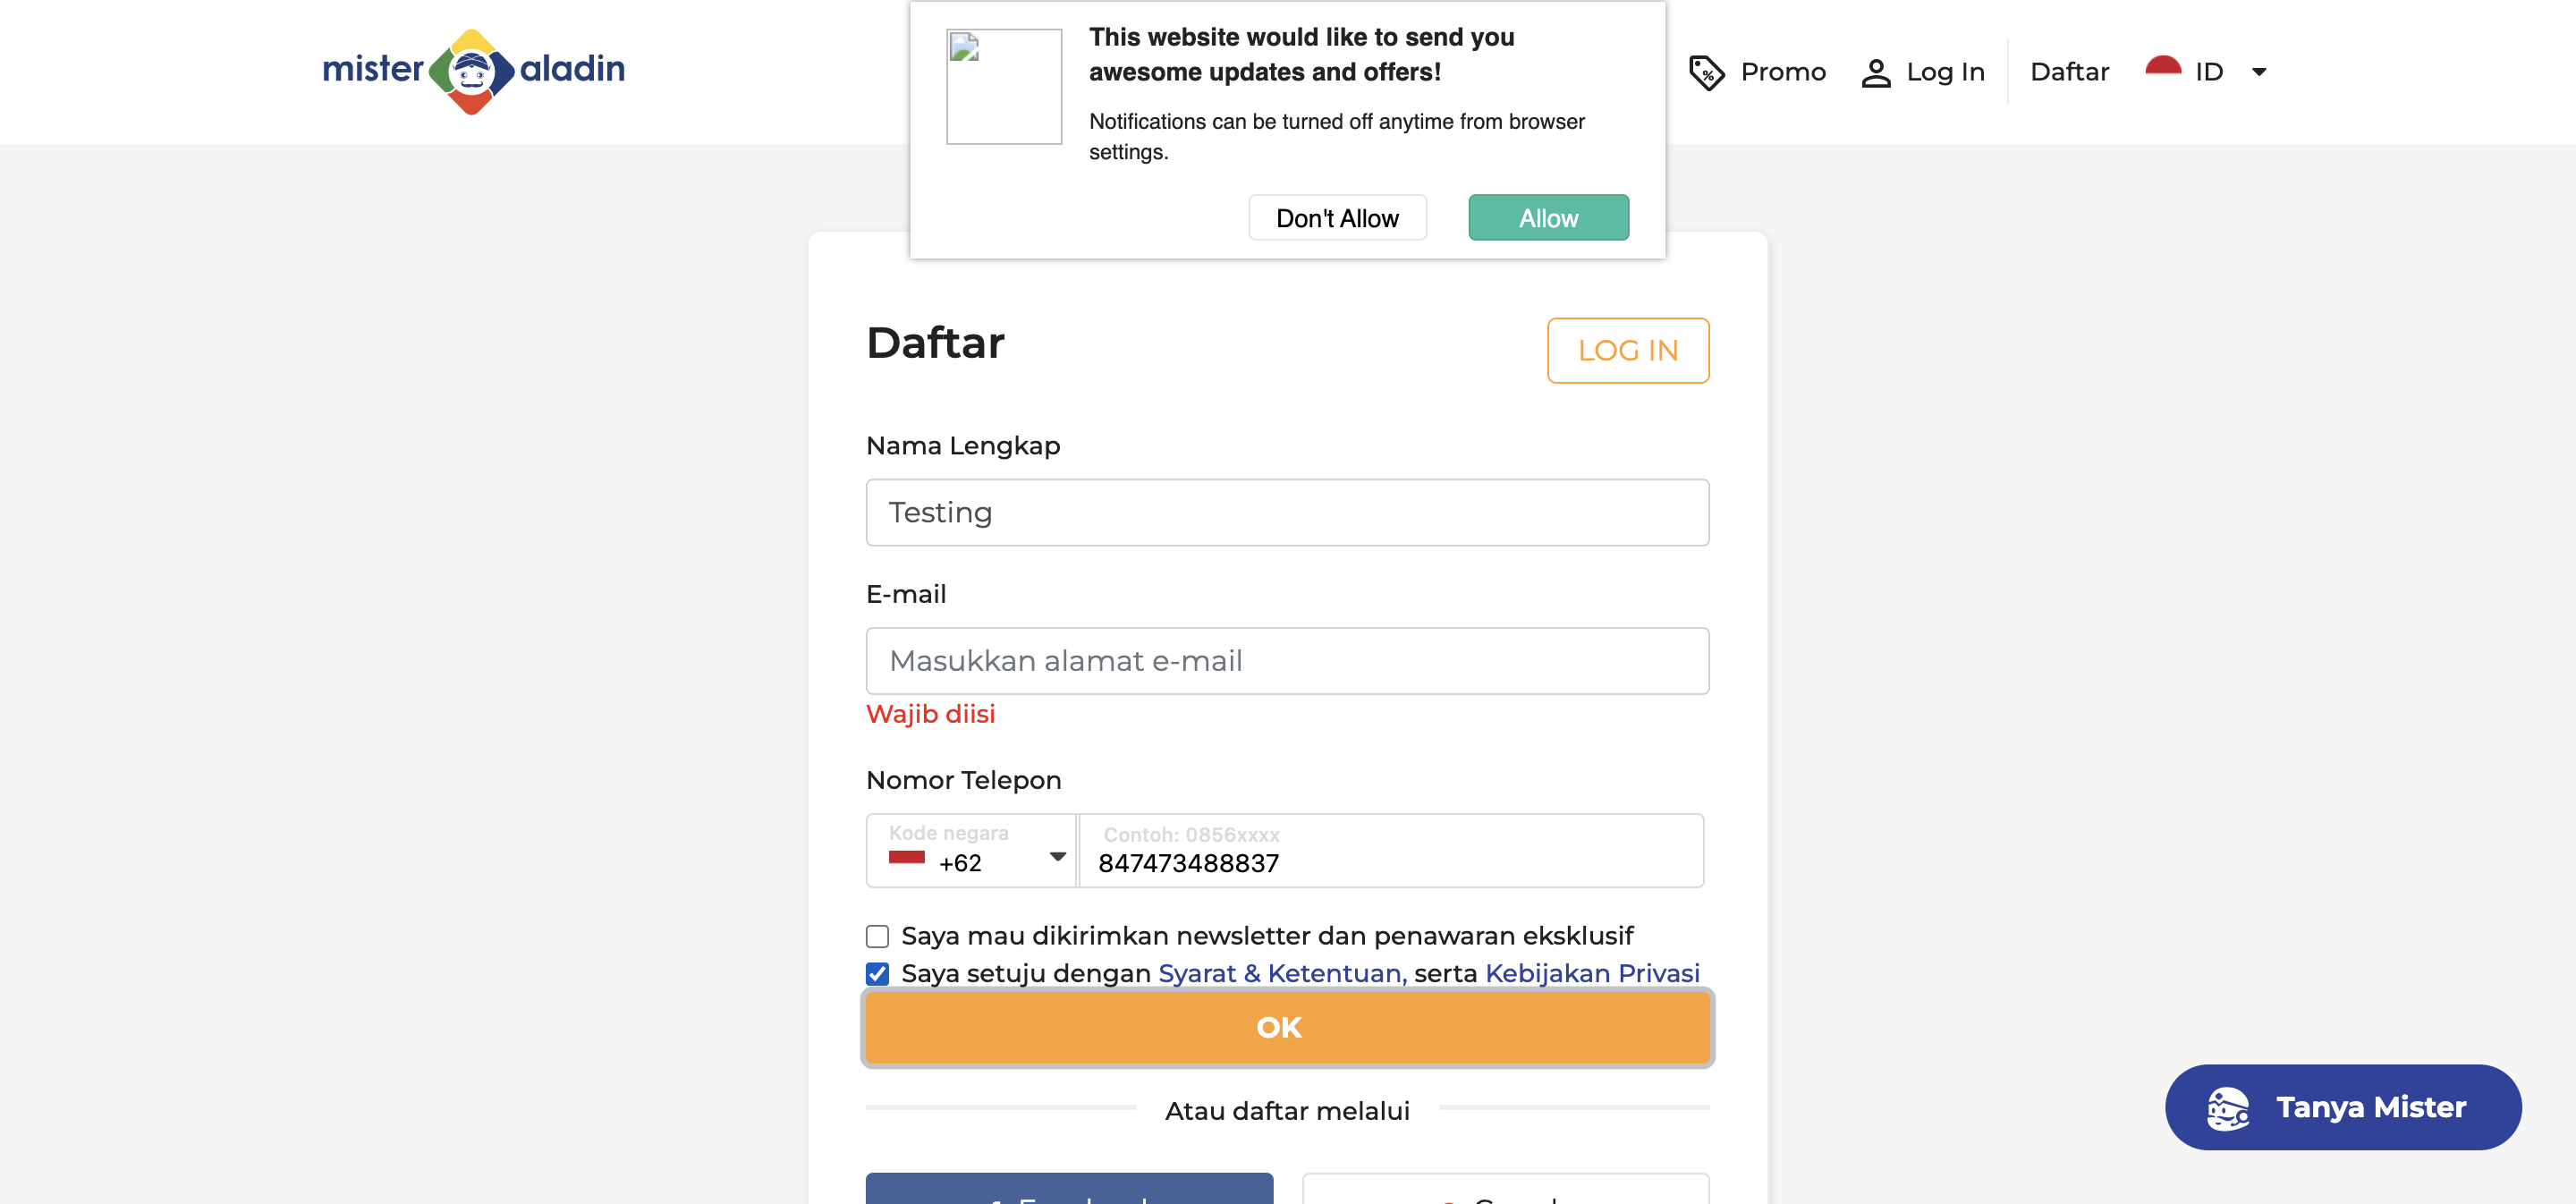 mister aladin
This website would like to send you
awesome updates and offers!
Notifications can be turned off anytime from browser
settings.
Don't Allow
Allow
Promo
Log In
Daftar
ID
Daftar
LOG IN
Nama Lengkap
Testing
E-mail
Masukkan alamat e-mail
Wajib diisi
Nomor Telepon
Kode negara
+62
Contoh: 0856xxxx
847473488837
Saya mau dikirimkan newsletter dan penawaran eksklusif
Saya setuju dengan Syarat & Ketentuan, serta Kebijakan Privasi
OK
Atau daftar melalui
Tanya Mister